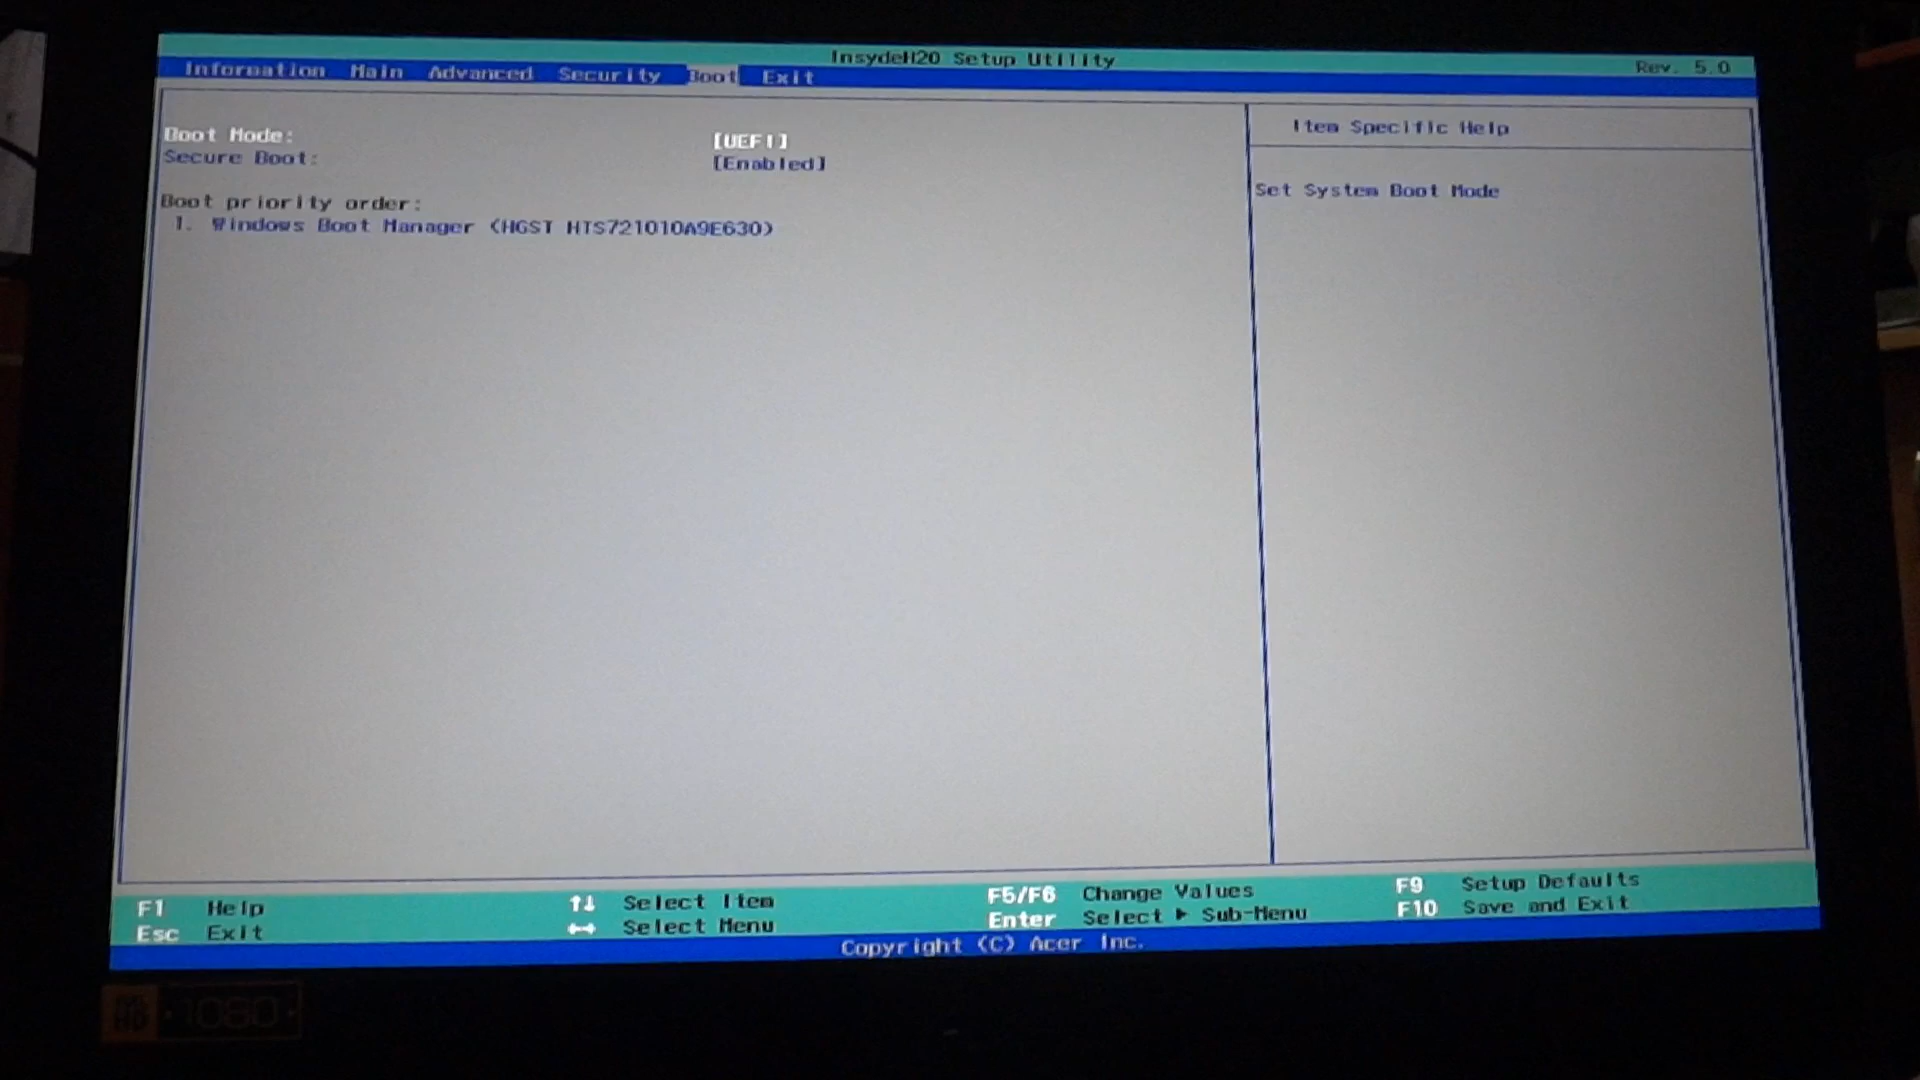 InsydeH20 Setup Utility
Rev. 5.0
Information Main Advanced Security Boot Exit
Boot Mode: [UEFI]
Secure Boot: [Enabled]
Boot priority order:
1. Windows Boot Manager (HGST HTS721010A9E630)
Item Specific Help
Set System Boot Mode
F1 Help ↑↓ Select Item F5/F6 Change Values F9 Setup Defaults
Esc Exit ↔ Select Menu Enter Select ▶ Sub-Menu F10 Save and Exit
Copyright (C) Acer Inc.
HD 1080